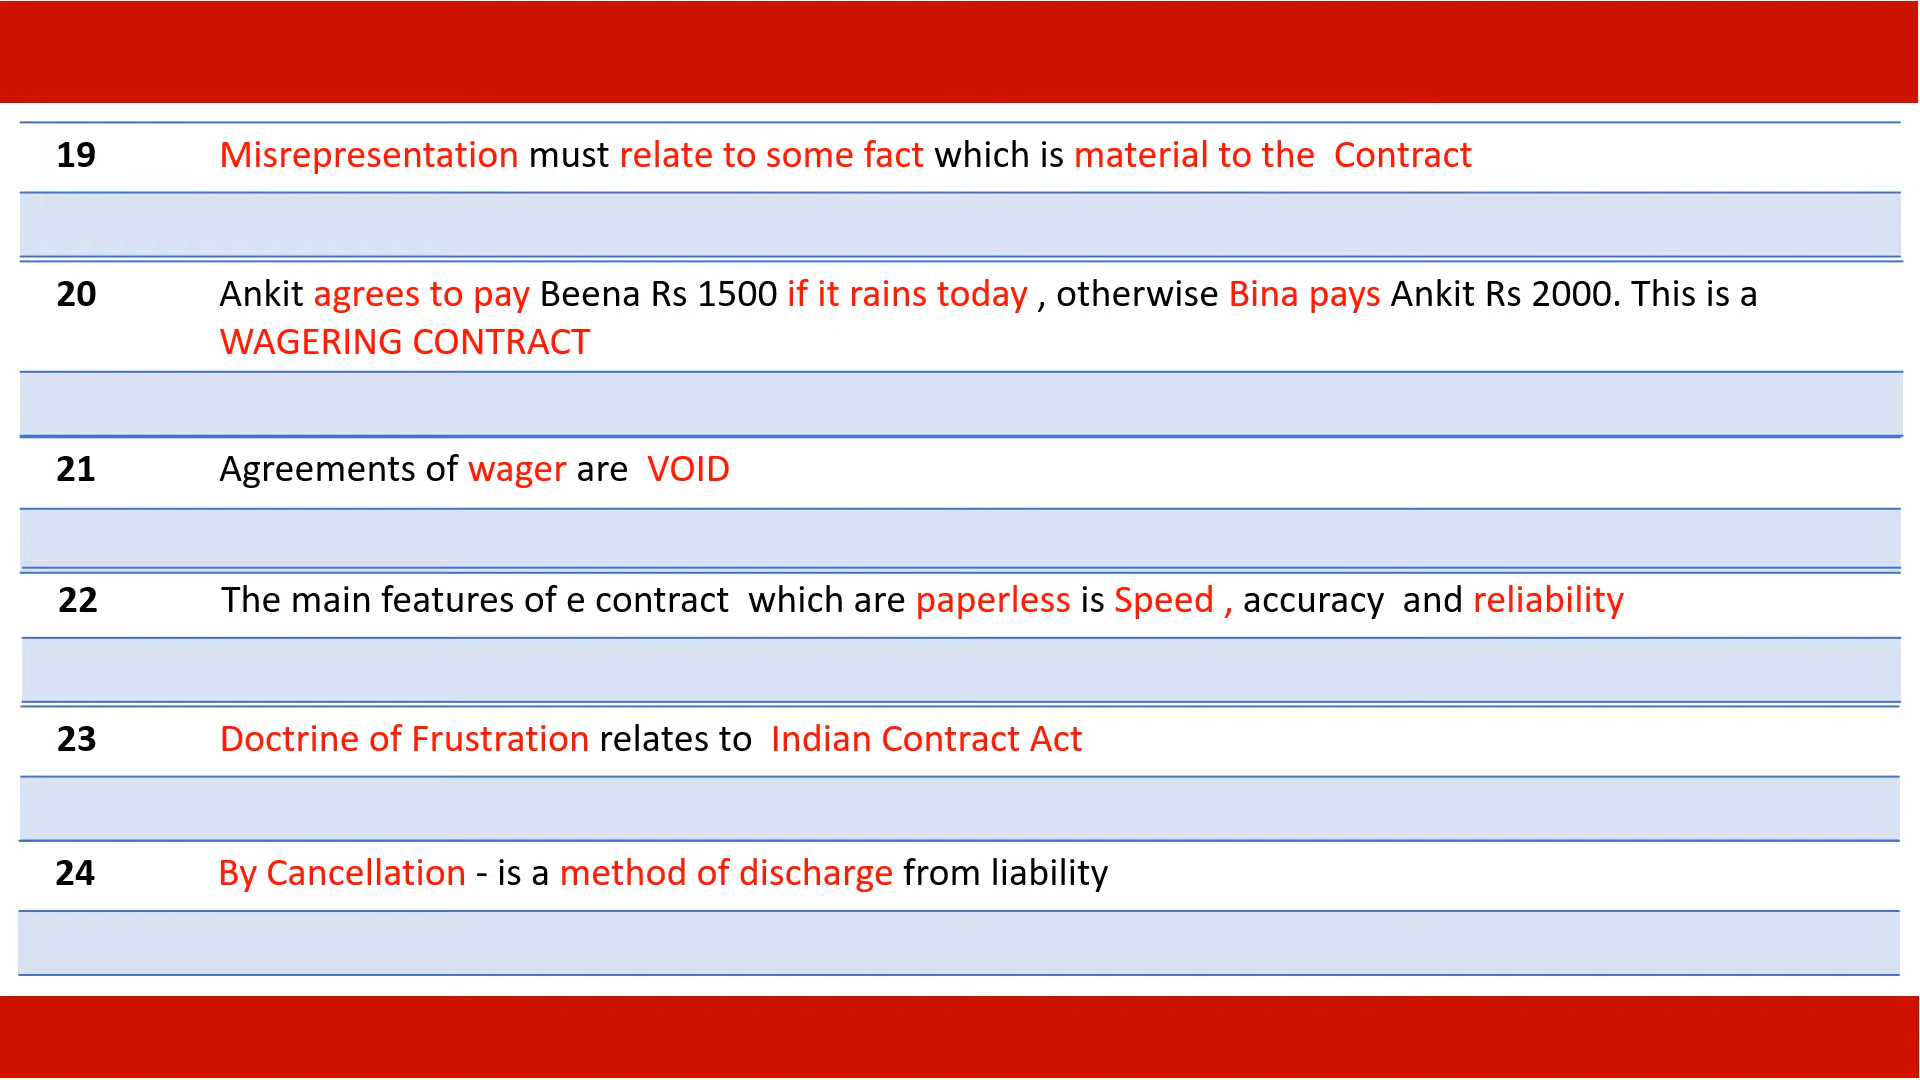 19 Misrepresentation must relate to some fact which is material to the Contract
20 Ankit agrees to pay Beena Rs 1500 if it rains today , otherwise Bina pays Ankit Rs 2000. This is a
WAGERING CONTRACT
21 Agreements of wager are VOID
22 The main features of e contract which are paperless is Speed , accuracy and reliability
23 Doctrine of Frustration relates to Indian Contract Act
24 By Cancellation - is a method of discharge from liability